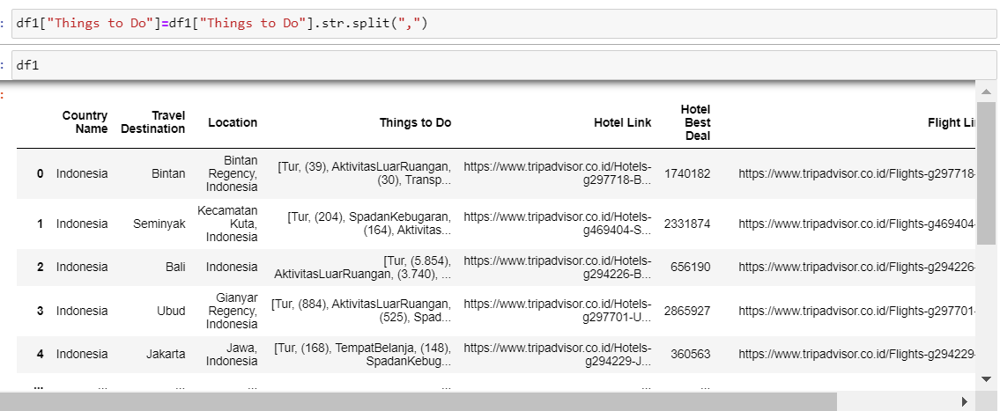 df1["Things to Do"]=df1["Things to Do"].str.split(",")
df1
Country Name Travel Destination Location Things to Do Hotel Link Hotel Best Deal Flight Li
0 Indonesia Bintan Bintan Regency, Indonesia [Tur, (39), AktivitasLuarRuangan, (30), Transp... https://www.tripadvisor.co.id/Hotels-g297718-B... 1740182 https://www.tripadvisor.co.id/Flights-g297718-
1 Indonesia Seminyak Kecamatan Kuta, Indonesia [Tur, (204), SpadanKebugaran, (164), Aktivitas... https://www.tripadvisor.co.id/Hotels-g469404-S... 2331874 https://www.tripadvisor.co.id/Flights-g469404-
2 Indonesia Bali Indonesia [Tur, (5.854), AktivitasLuarRuangan, (3.740), ... https://www.tripadvisor.co.id/Hotels-g294226-B... 656190 https://www.tripadvisor.co.id/Flights-g294226-
3 Indonesia Ubud Gianyar Regency, Indonesia [Tur, (884), AktivitasLuarRuangan, (525), Spad... https://www.tripadvisor.co.id/Hotels-g297701-U... 2865927 https://www.tripadvisor.co.id/Flights-g297701-
4 Indonesia Jakarta Jawa, Indonesia [Tur, (168), TempatBelanja, (148), SpadanKebug... https://www.tripadvisor.co.id/Hotels-g294229-J... 360563 https://www.tripadvisor.co.id/Flights-g294229-
... ... ... ... ... ... ...